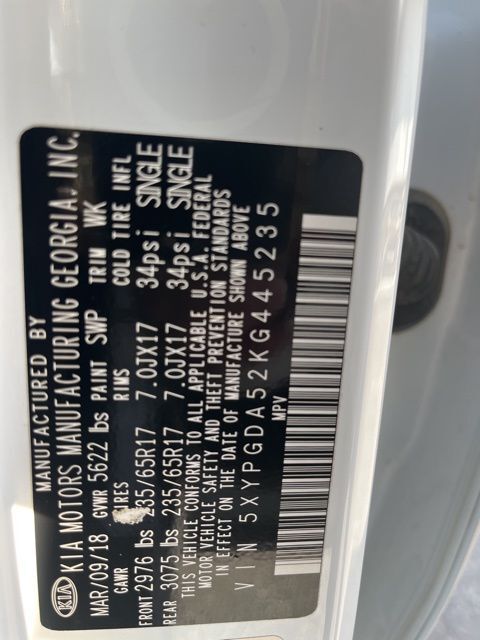 MANUFACTURED BY
KIA KIA MOTORS MANUFACTURING GEORGIA, INC.
MAR/09/18 GVWR 5622 lbs PAINT SWP TRIM WK
GAWR TIRES RIMS COLD TIRE INFL
FRONT 2976 lbs 235/65R17 7.0JX17 34psi SINGLE
REAR 3075 lbs 235/65R17 7.0JX17 34psi SINGLE
THIS VEHICLE CONFORMS TO ALL APPLICABLE U.S.A. FEDERAL
MOTOR VEHICLE SAFETY AND THEFT PREVENTION STANDARDS
IN EFFECT ON THE DATE OF MANUFACTURE SHOWN ABOVE
VIN 5XYPGDA52KG445235
MPV